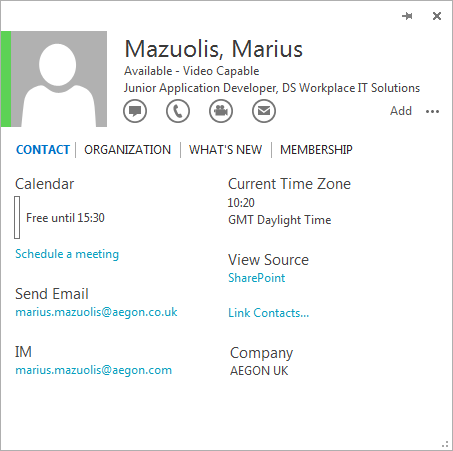 Mazuolis, Marius
Available - Video Capable
Junior Application Developer, DS Workplace IT Solutions
Add
CONTACT
ORGANIZATION
WHAT'S NEW
MEMBERSHIP
Calendar
Free until 15:30
Schedule a meeting
Send Email
marius.mazuolis@aegon.co.uk
IM
marius.mazuolis@aegon.com
Current Time Zone
10:20
GMT Daylight Time
View Source
SharePoint
Link Contacts...
Company
AEGON UK